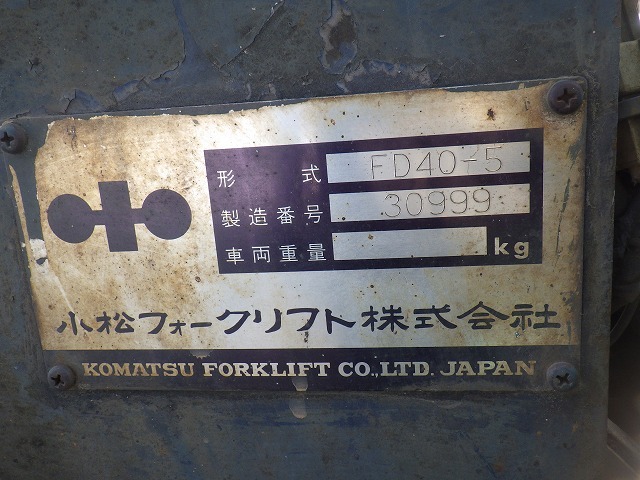 形式 FD40-5
製造番号 30999
車両重量 kg
小松フォークリフト株式会社
KOMATSU FORKLIFT CO.,LTD. JAPAN